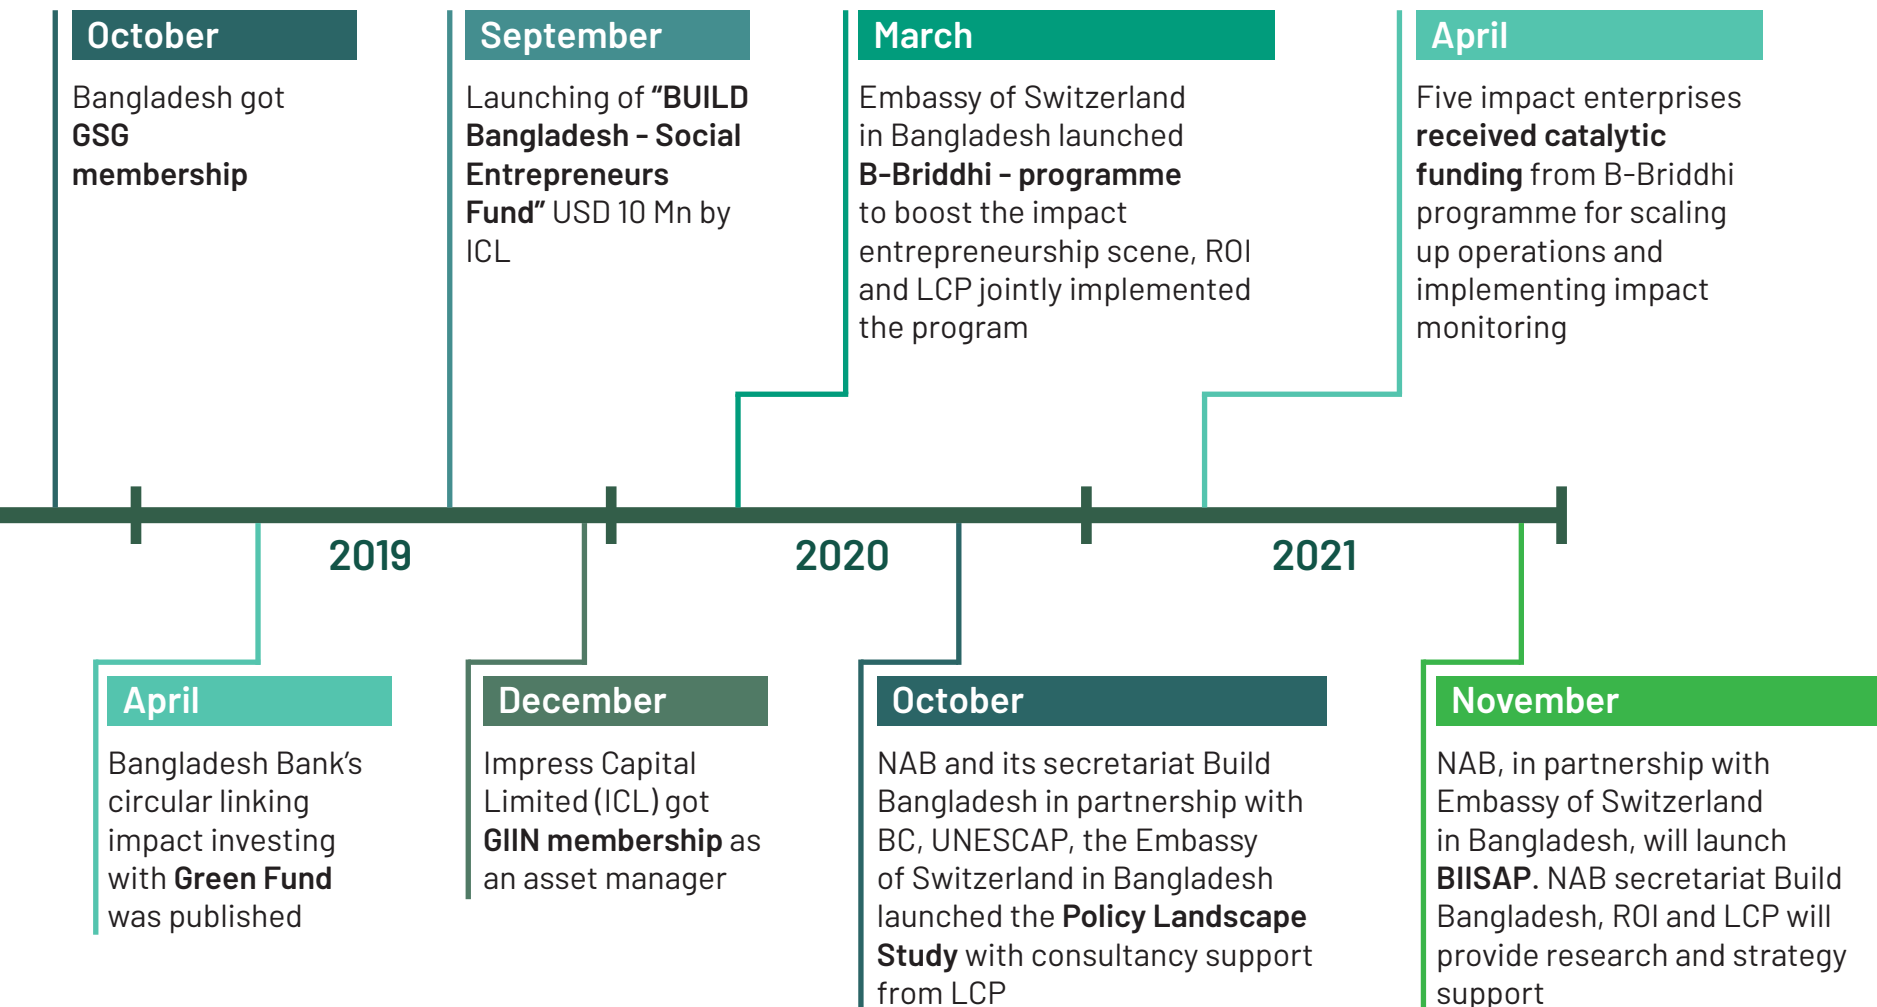 October
Bangladesh got
GSG
membership
September
Launching of “BUILD
Bangladesh - Social
Entrepreneurs
Fund” USD 10 Mn by
ICL
March
Embassy of Switzerland
in Bangladesh launched
B-Briddhi - programme
to boost the impact
entrepreneurship scene, ROI
and LCP jointly implemented
the program
April
Five impact enterprises
received catalytic
funding from B-Briddhi
programme for scaling
up operations and
implementing impact
monitoring
2019
2020
2021
April
Bangladesh Bank’s
circular linking
impact investing
with Green Fund
was published
December
Impress Capital
Limited (ICL) got
GIIN membership as
an asset manager
October
NAB and its secretariat Build
Bangladesh in partnership with
BC, UNESCAP, the Embassy
of Switzerland in Bangladesh
launched the Policy Landscape
Study with consultancy support
from LCP
November
NAB, in partnership with
Embassy of Switzerland
in Bangladesh, will launch
BIISAP. NAB secretariat Build
Bangladesh, ROI and LCP will
provide research and strategy
support